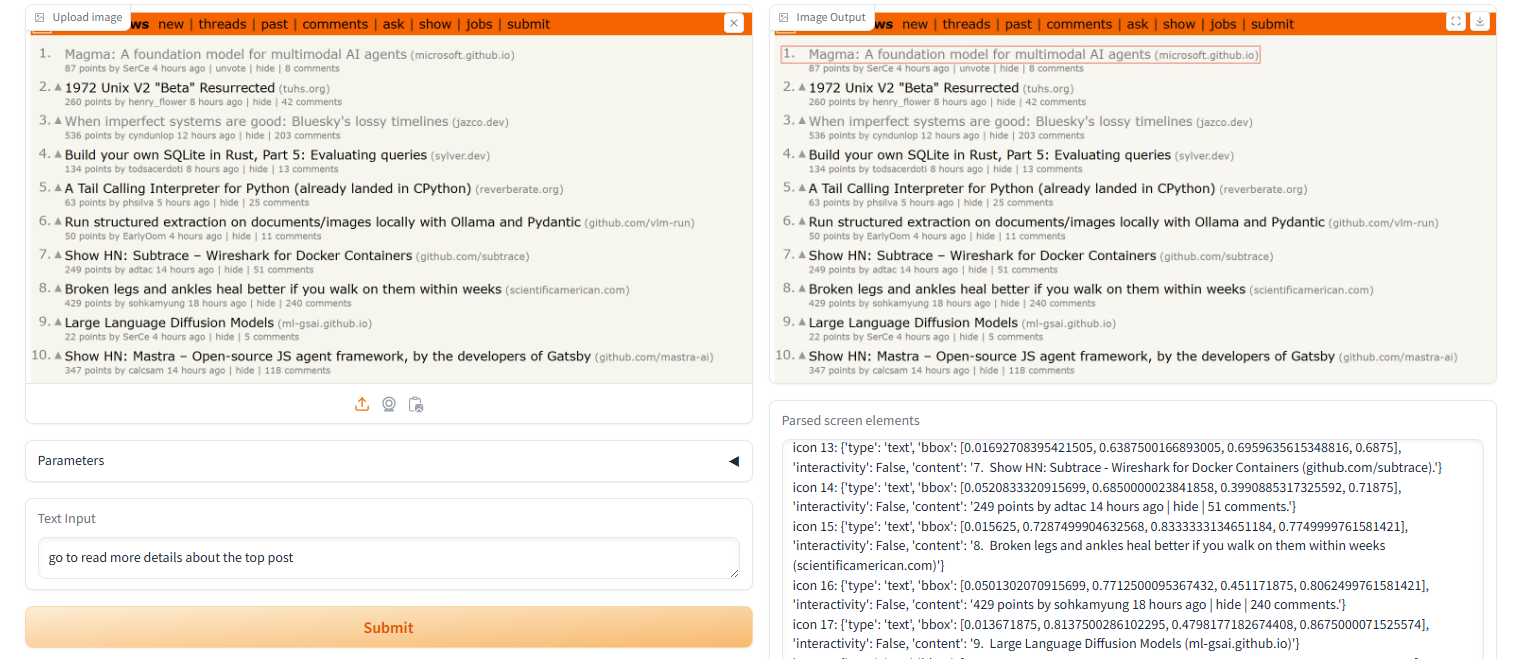 Upload image
ws new | threads | past | comments | ask | show | jobs | submit
1. Magma: A foundation model for multimodal AI agents (microsoft.github.io)
87 points by SerCe 4 hours ago | unvote | hide | 8 comments
2. 1972 Unix V2 "Beta" Resurrected (tuhs.org)
260 points by henry_flower 8 hours ago | hide | 42 comments
3. When imperfect systems are good: Bluesky's lossy timelines (jazco.dev)
536 points by cyndunlop 12 hours ago | hide | 203 comments
4. Build your own SQLite in Rust, Part 5: Evaluating queries (sylver.dev)
134 points by todsacerdoti 8 hours ago | hide | 13 comments
5. A Tail Calling Interpreter for Python (already landed in CPython) (reverberate.org)
63 points by phsilva 5 hours ago | hide | 25 comments
6. Run structured extraction on documents/images locally with Ollama and Pydantic (github.com/vlm-run)
50 points by EarlyOom 4 hours ago | hide | 11 comments
7. Show HN: Subtrace – Wireshark for Docker Containers (github.com/subtrace)
249 points by adtac 14 hours ago | hide | 51 comments
8. Broken legs and ankles heal better if you walk on them within weeks (scientificamerican.com)
429 points by sohkamyung 18 hours ago | hide | 240 comments
9. Large Language Diffusion Models (ml-gsai.github.io)
22 points by SerCe 4 hours ago | hide | 5 comments
10. Show HN: Mastra – Open-source JS agent framework, by the developers of Gatsby (github.com/mastra-ai)
347 points by calcsam 14 hours ago | hide | 118 comments
Parameters
Text Input
go to read more details about the top post
Submit
Image Output
ws new | threads | past | comments | ask | show | jobs | submit
1. Magma: A foundation model for multimodal AI agents (microsoft.github.io)
87 points by SerCe 4 hours ago | unvote | hide | 8 comments
2. 1972 Unix V2 "Beta" Resurrected (tuhs.org)
260 points by henry_flower 8 hours ago | hide | 42 comments
3. When imperfect systems are good: Bluesky's lossy timelines (jazco.dev)
536 points by cyndunlop 12 hours ago | hide | 203 comments
4. Build your own SQLite in Rust, Part 5: Evaluating queries (sylver.dev)
134 points by todsacerdoti 8 hours ago | hide | 13 comments
5. A Tail Calling Interpreter for Python (already landed in CPython) (reverberate.org)
63 points by phsilva 5 hours ago | hide | 25 comments
6. Run structured extraction on documents/images locally with Ollama and Pydantic (github.com/vlm-run)
50 points by EarlyOom 4 hours ago | hide | 11 comments
7. Show HN: Subtrace – Wireshark for Docker Containers (github.com/subtrace)
249 points by adtac 14 hours ago | hide | 51 comments
8. Broken legs and ankles heal better if you walk on them within weeks (scientificamerican.com)
429 points by sohkamyung 18 hours ago | hide | 240 comments
9. Large Language Diffusion Models (ml-gsai.github.io)
22 points by SerCe 4 hours ago | hide | 5 comments
10. Show HN: Mastra – Open-source JS agent framework, by the developers of Gatsby (github.com/mastra-ai)
347 points by calcsam 14 hours ago | hide | 118 comments
Parsed screen elements
icon 13: {'type': 'text', 'bbox': [0.01692708395421505, 0.6387500166893005, 0.6959635615348816, 0.6875],
'interactivity': False, 'content': '7. Show HN: Subtrace - Wireshark for Docker Containers (github.com/subtrace).'}
icon 14: {'type': 'text', 'bbox': [0.0520833320915699, 0.6850000023841858, 0.3990885317325592, 0.71875],
'interactivity': False, 'content': '249 points by adtac 14 hours ago | hide | 51 comments.'}
icon 15: {'type': 'text', 'bbox': [0.015625, 0.7287499904632568, 0.8333333134651184, 0.7749999761581421],
'interactivity': False, 'content': '8. Broken legs and ankles heal better if you walk on them within weeks
(scientificamerican.com)'}
icon 16: {'type': 'text', 'bbox': [0.0501302070915699, 0.7712500095367432, 0.451171875, 0.8062499761581421],
'interactivity': False, 'content': '429 points by sohkamyung 18 hours ago | hide | 240 comments.'}
icon 17: {'type': 'text', 'bbox': [0.013671875, 0.8137500286102295, 0.4798177182674408, 0.8675000071525574],
'interactivity': False, 'content': '9. Large Language Diffusion Models (ml-gsai.github.io)'}